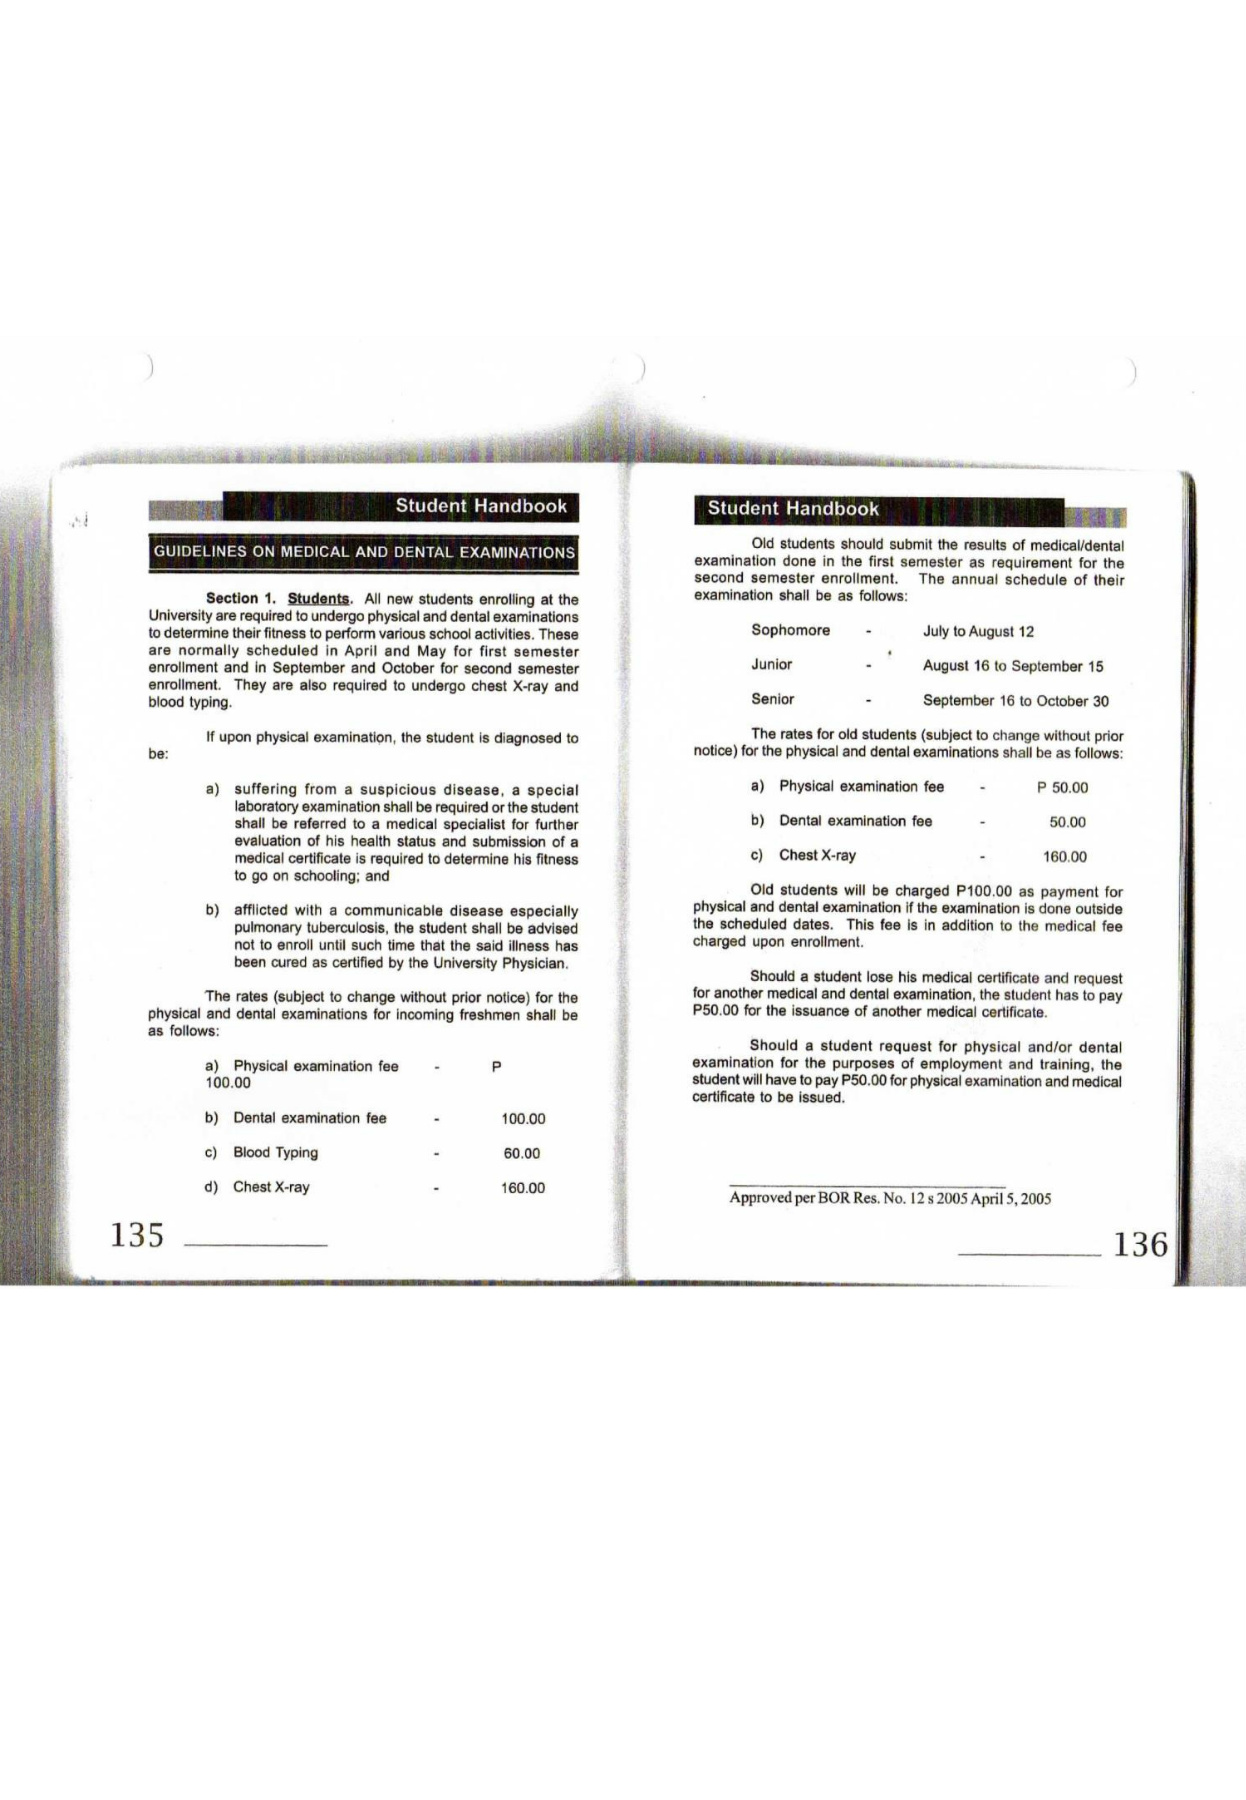 Student Handbook
GUIDELINES ON MEDICAL AND DENTAL EXAMINATIONS
Section 1. Students. All new students enrolling at the
University are required to undergo physical and dental examinations
to determine their fitness to perform various school activities. These
are normally scheduled in April and May for first semester
enrollment and in September and October for second semester
enrollment. They are also required to undergo chest X-ray and
blood typing.
If upon physical examination, the student is diagnosed to
be:
a) suffering from a suspicious disease, a special
laboratory examination shall be required or the student
shall be referred to a medical specialist for further
evaluation of his health status and submission of a
medical certificate is required to determine his fitness
to go on schooling; and
b) afflicted with a communicable disease especially
pulmonary tuberculosis, the student shall be advised
not to enroll until such time that the said illness has
been cured as certified by the University Physician.
The rates (subject to change without prior notice) for the
physical and dental examinations for incoming freshmen shall be
as follows:
a) Physical examination fee - P
100.00
b) Dental examination fee - 100.00
c) Blood Typing - 60.00
d) Chest X-ray - 160.00
135
Student Handbook
Old students should submit the results of medical/dental
examination done in the first semester as requirement for the
second semester enrollment. The annual schedule of their
examination shall be as follows:
Sophomore - July to August 12
Junior - August 16 to September 15
Senior - September 16 to October 30
The rates for old students (subject to change without prior
notice) for the physical and dental examinations shall be as follows:
a) Physical examination fee - P 50.00
b) Dental examination fee - 50.00
c) Chest X-ray - 160.00
Old students will be charged P100.00 as payment for
physical and dental examination if the examination is done outside
the scheduled dates. This fee is in addition to the medical fee
charged upon enrollment.
Should a student lose his medical certificate and request
for another medical and dental examination, the student has to pay
P50.00 for the issuance of another medical certificate.
Should a student request for physical and/or dental
examination for the purposes of employment and training, the
student will have to pay P50.00 for physical examination and medical
certificate to be issued.
Approved per BOR Res. No. 12 s 2005 April 5, 2005
136